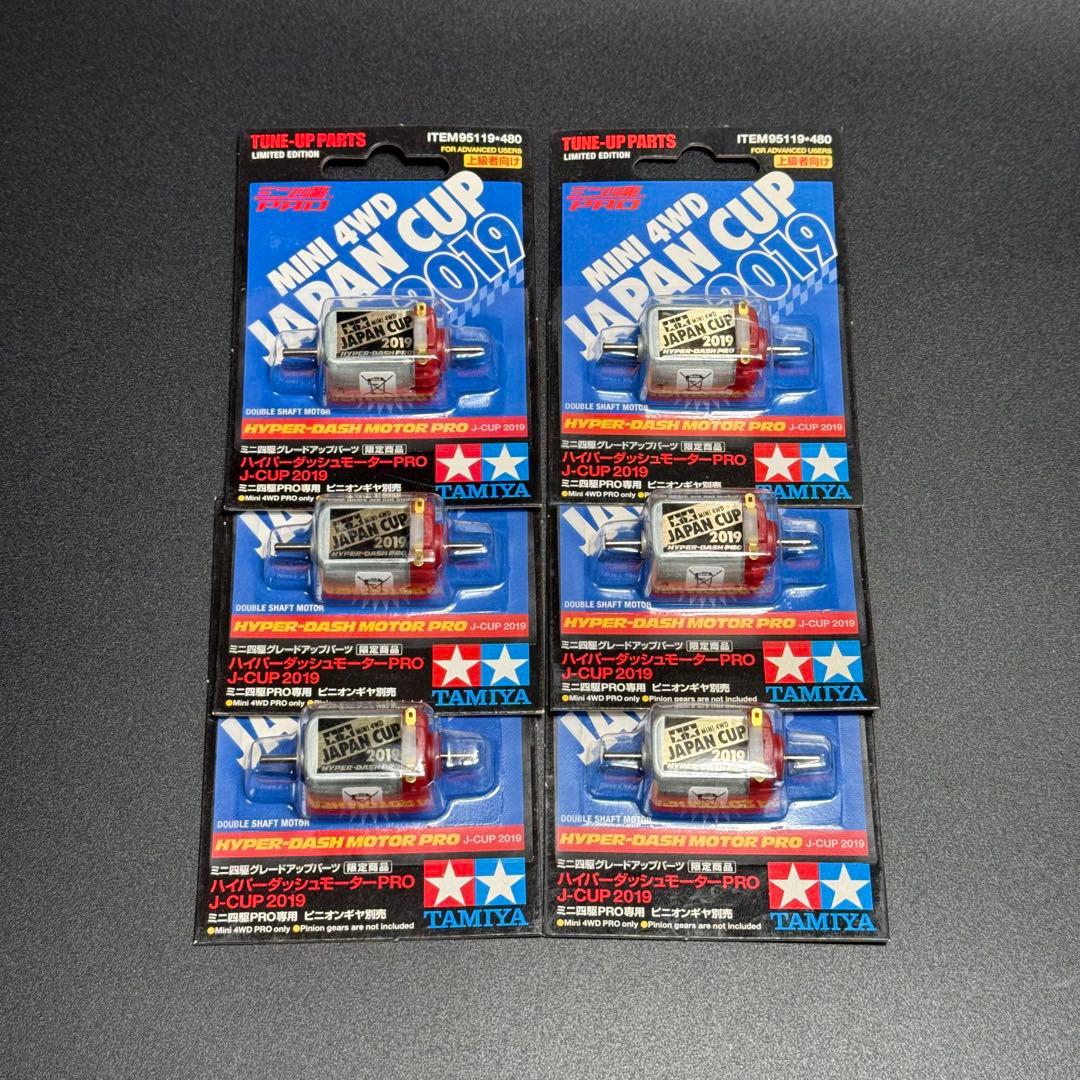 TUNE-UP PARTS
LIMITED EDITION
ITEM95119•480
FOR ADVANCED USERS
上級者向け
ミニ四駆
PRO
MINI 4WD
JAPAN CUP
2019
MINI 4WD
JAPAN CUP
2019
HYPER-DASH PRO
DOUBLE SHAFT MOTOR
HYPER-DASH MOTOR PRO J-CUP 2019
ミニ四駆グレードアップパーツ 限定商品
ハイパーダッシュモーターPRO
J-CUP 2019
ミニ四駆PRO専用 ピニオンギヤ別売
●Mini 4WD PRO only
TAMIYA
TUNE-UP PARTS
LIMITED EDITION
ITEM95119•480
FOR ADVANCED USERS
上級者向け
ミニ四駆
PRO
MINI 4WD
JAPAN CUP
2019
MINI 4WD
JAPAN CUP
2019
HYPER-DASH PRO
DOUBLE SHAFT MOTOR
HYPER-DASH MOTOR PRO J-CUP 2019
ミニ四駆グレードアップパーツ 限定商品
ハイパーダッシュモーターPRO
J-CUP 2019
ミニ四駆PRO専用 ピニオンギヤ別売
●Mini 4WD PRO only
TAMIYA
MINI 4WD
JAPAN CUP
2019
HYPER-DASH PRO
DOUBLE SHAFT MOTOR
HYPER-DASH MOTOR PRO J-CUP 2019
ミニ四駆グレードアップパーツ 限定商品
ハイパーダッシュモーターPRO
J-CUP 2019
ミニ四駆PRO専用 ピニオンギヤ別売
●Mini 4WD PRO only ●Pinion gears are not included
TAMIYA
MINI 4WD
JAPAN CUP
2019
HYPER-DASH PRO
DOUBLE SHAFT MOTOR
HYPER-DASH MOTOR PRO J-CUP 2019
ミニ四駆グレードアップパーツ 限定商品
ハイパーダッシュモーターPRO
J-CUP 2019
ミニ四駆PRO専用 ピニオンギヤ別売
●Mini 4WD PRO only ●Pinion gears are not included
TAMIYA
MINI 4WD
JAPAN CUP
2019
HYPER-DASH PRO
DOUBLE SHAFT MOTOR
HYPER-DASH MOTOR PRO J-CUP 2019
ミニ四駆グレードアップパーツ 限定商品
ハイパーダッシュモーターPRO
J-CUP 2019
ミニ四駆PRO専用 ピニオンギヤ別売
●Mini 4WD PRO only ●Pinion gears are not included
TAMIYA
MINI 4WD
JAPAN CUP
2019
HYPER-DASH PRO
DOUBLE SHAFT MOTOR
HYPER-DASH MOTOR PRO J-CUP 2019
ミニ四駆グレードアップパーツ 限定商品
ハイパーダッシュモーターPRO
J-CUP 2019
ミニ四駆PRO専用 ピニオンギヤ別売
●Mini 4WD PRO only ●Pinion gears are not included
TAMIYA